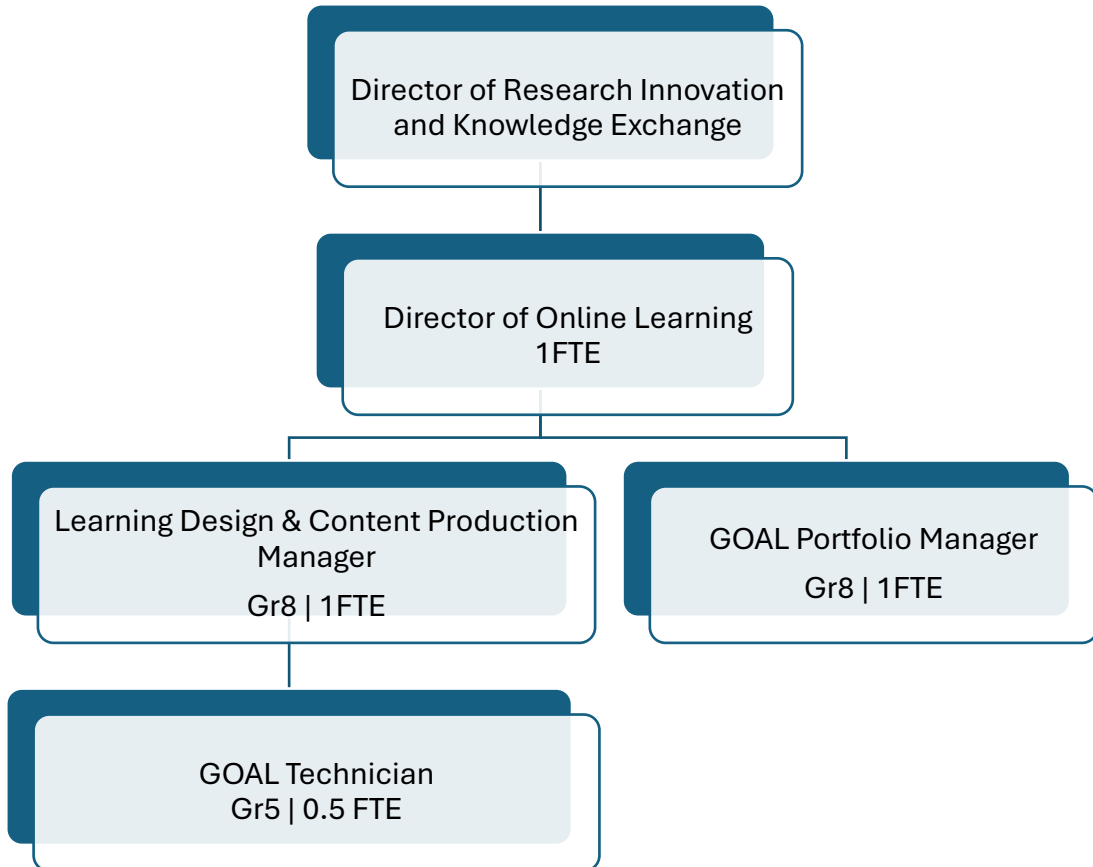 Director of Research Innovation
and Knowledge Exchange
Director of Online Learning
1FTE
Learning Design & Content Production
Manager
Gr8 | 1FTE
GOAL Portfolio Manager
Gr8 | 1FTE
GOAL Technician
Gr5 | 0.5 FTE